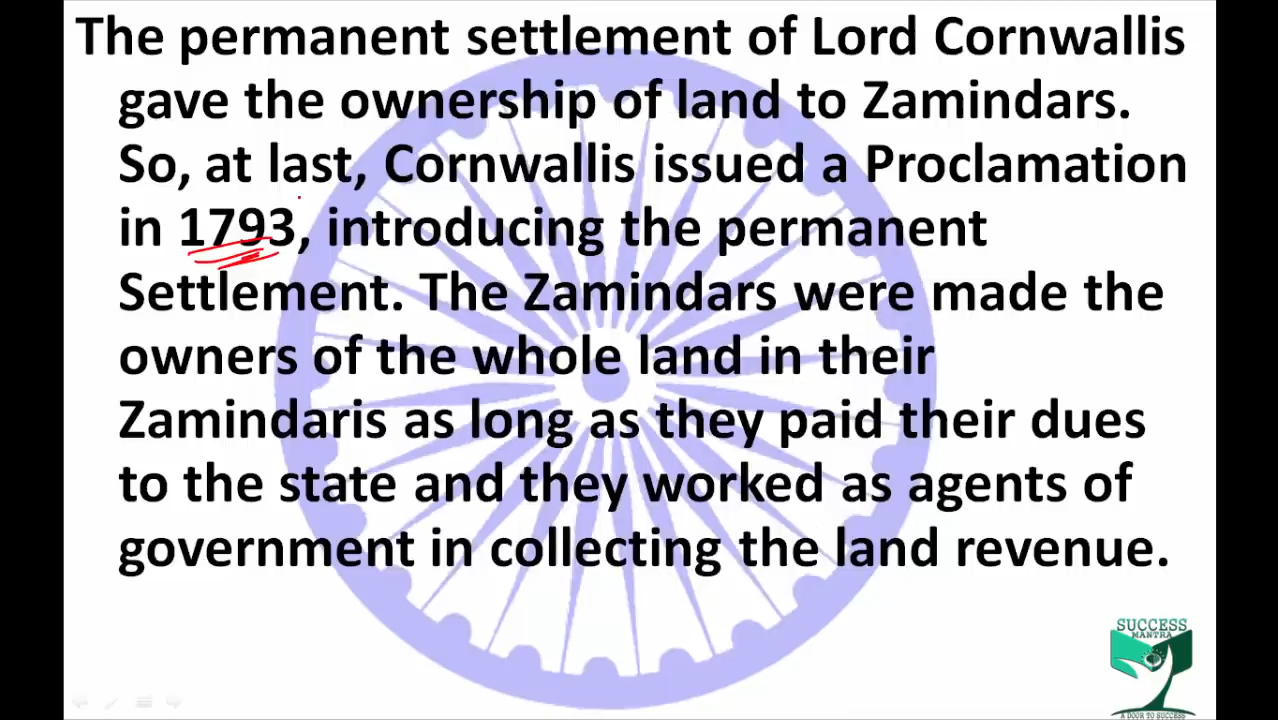 The permanent settlement of Lord Cornwallis
gave the ownership of land to Zamindars.
So, at last, Cornwallis issued a Proclamation
in 1793, introducing the permanent
Settlement. The Zamindars were made the
owners of the whole land in their
Zamindaris as long as they paid their dues
to the state and they worked as agents of
government in collecting the land revenue.
SUCCESS
MANTRA
A DOOR TO SUCCESS